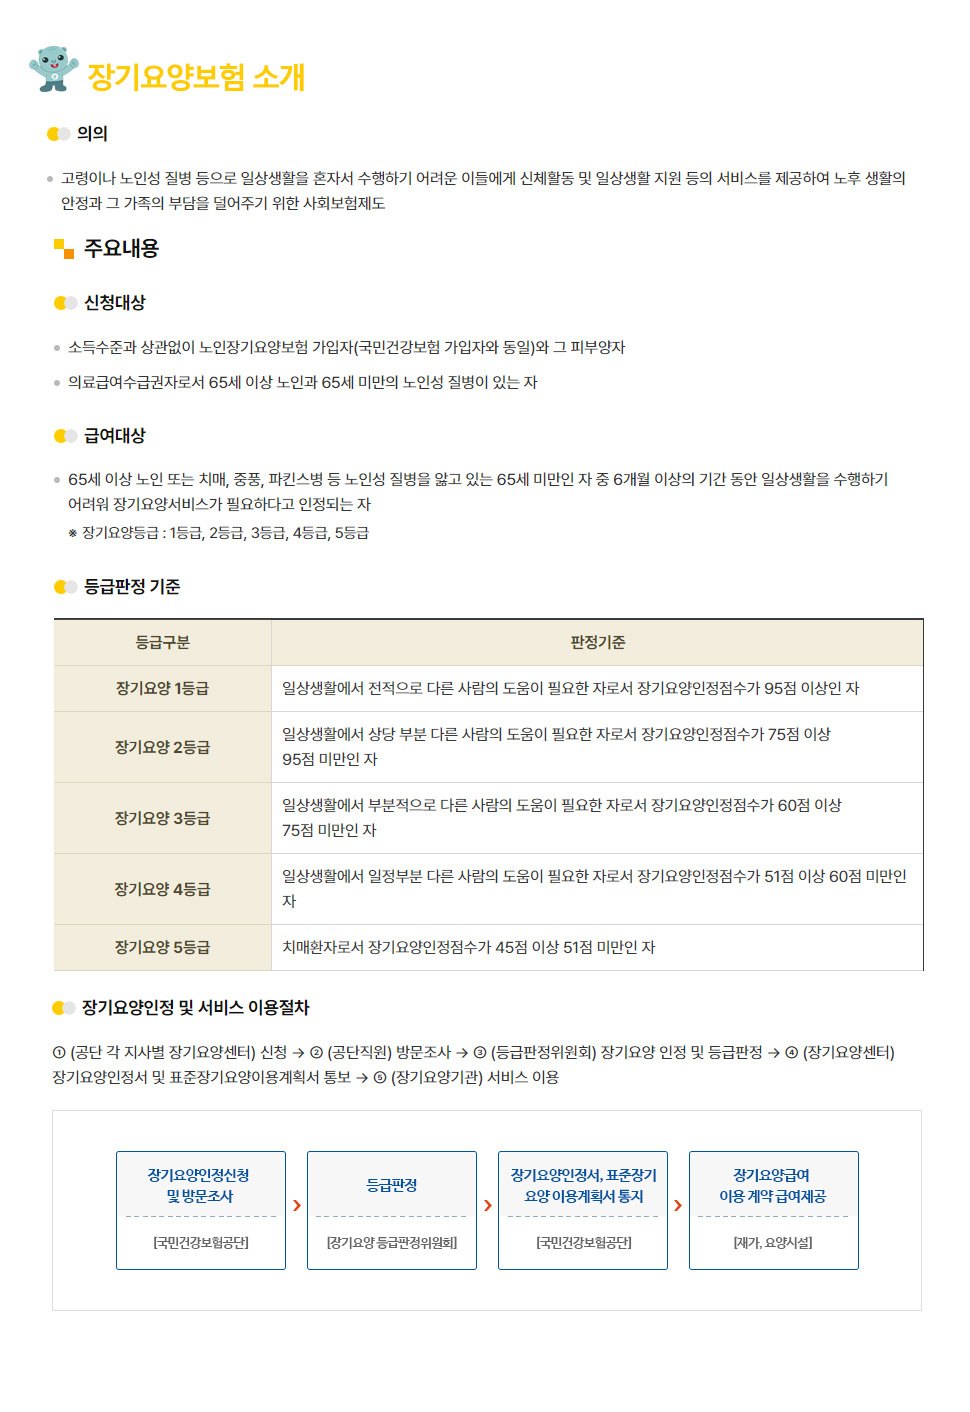 장기요양보험 소개
의의
고령이나 노인성 질병 등으로 일상생활을 혼자서 수행하기 어려운 이들에게 신체활동 및 일상생활 지원 등의 서비스를 제공하여 노후 생활의
안정과 그 가족의 부담을 덜어주기 위한 사회보험제도
주요내용
신청대상
소득수준과 상관없이 노인장기요양보험 가입자(국민건강보험 가입자와 동일)와 그 피부양자
의료급여수급권자로서 65세 이상 노인과 65세 미만의 노인성 질병이 있는 자
급여대상
65세 이상 노인 또는 치매, 중풍, 파킨스병 등 노인성 질병을 앓고 있는 65세 미만인 자 중 6개월 이상의 기간 동안 일상생활을 수행하기
어려워 장기요양서비스가 필요하다고 인정되는 자
※ 장기요양등급 : 1등급, 2등급, 3등급, 4등급, 5등급
등급판정 기준
등급구분 판정기준
장기요양 1등급 일상생활에서 전적으로 다른 사람의 도움이 필요한 자로서 장기요양인정점수가 95점 이상인 자
장기요양 2등급 일상생활에서 상당 부분 다른 사람의 도움이 필요한 자로서 장기요양인정점수가 75점 이상
95점 미만인 자
장기요양 3등급 일상생활에서 부분적으로 다른 사람의 도움이 필요한 자로서 장기요양인정점수가 60점 이상
75점 미만인 자
장기요양 4등급 일상생활에서 일정부분 다른 사람의 도움이 필요한 자로서 장기요양인정점수가 51점 이상 60점 미만인
자
장기요양 5등급 치매환자로서 장기요양인정점수가 45점 이상 51점 미만인 자
장기요양인정 및 서비스 이용절차
① (공단 각 지사별 장기요양센터) 신청 → ② (공단직원) 방문조사 → ③ (등급판정위원회) 장기요양 인정 및 등급판정 → ④ (장기요양센터)
장기요양인정서 및 표준장기요양이용계획서 통보 → ⑤ (장기요양기관) 서비스 이용
장기요양인정신청
및 방문조사
[국민건강보험공단]
등급판정
[장기요양 등급판정위원회]
장기요양인정서, 표준장기
요양 이용계획서 통지
[국민건강보험공단]
장기요양급여
이용 계약 급여제공
[재가, 요양시설]